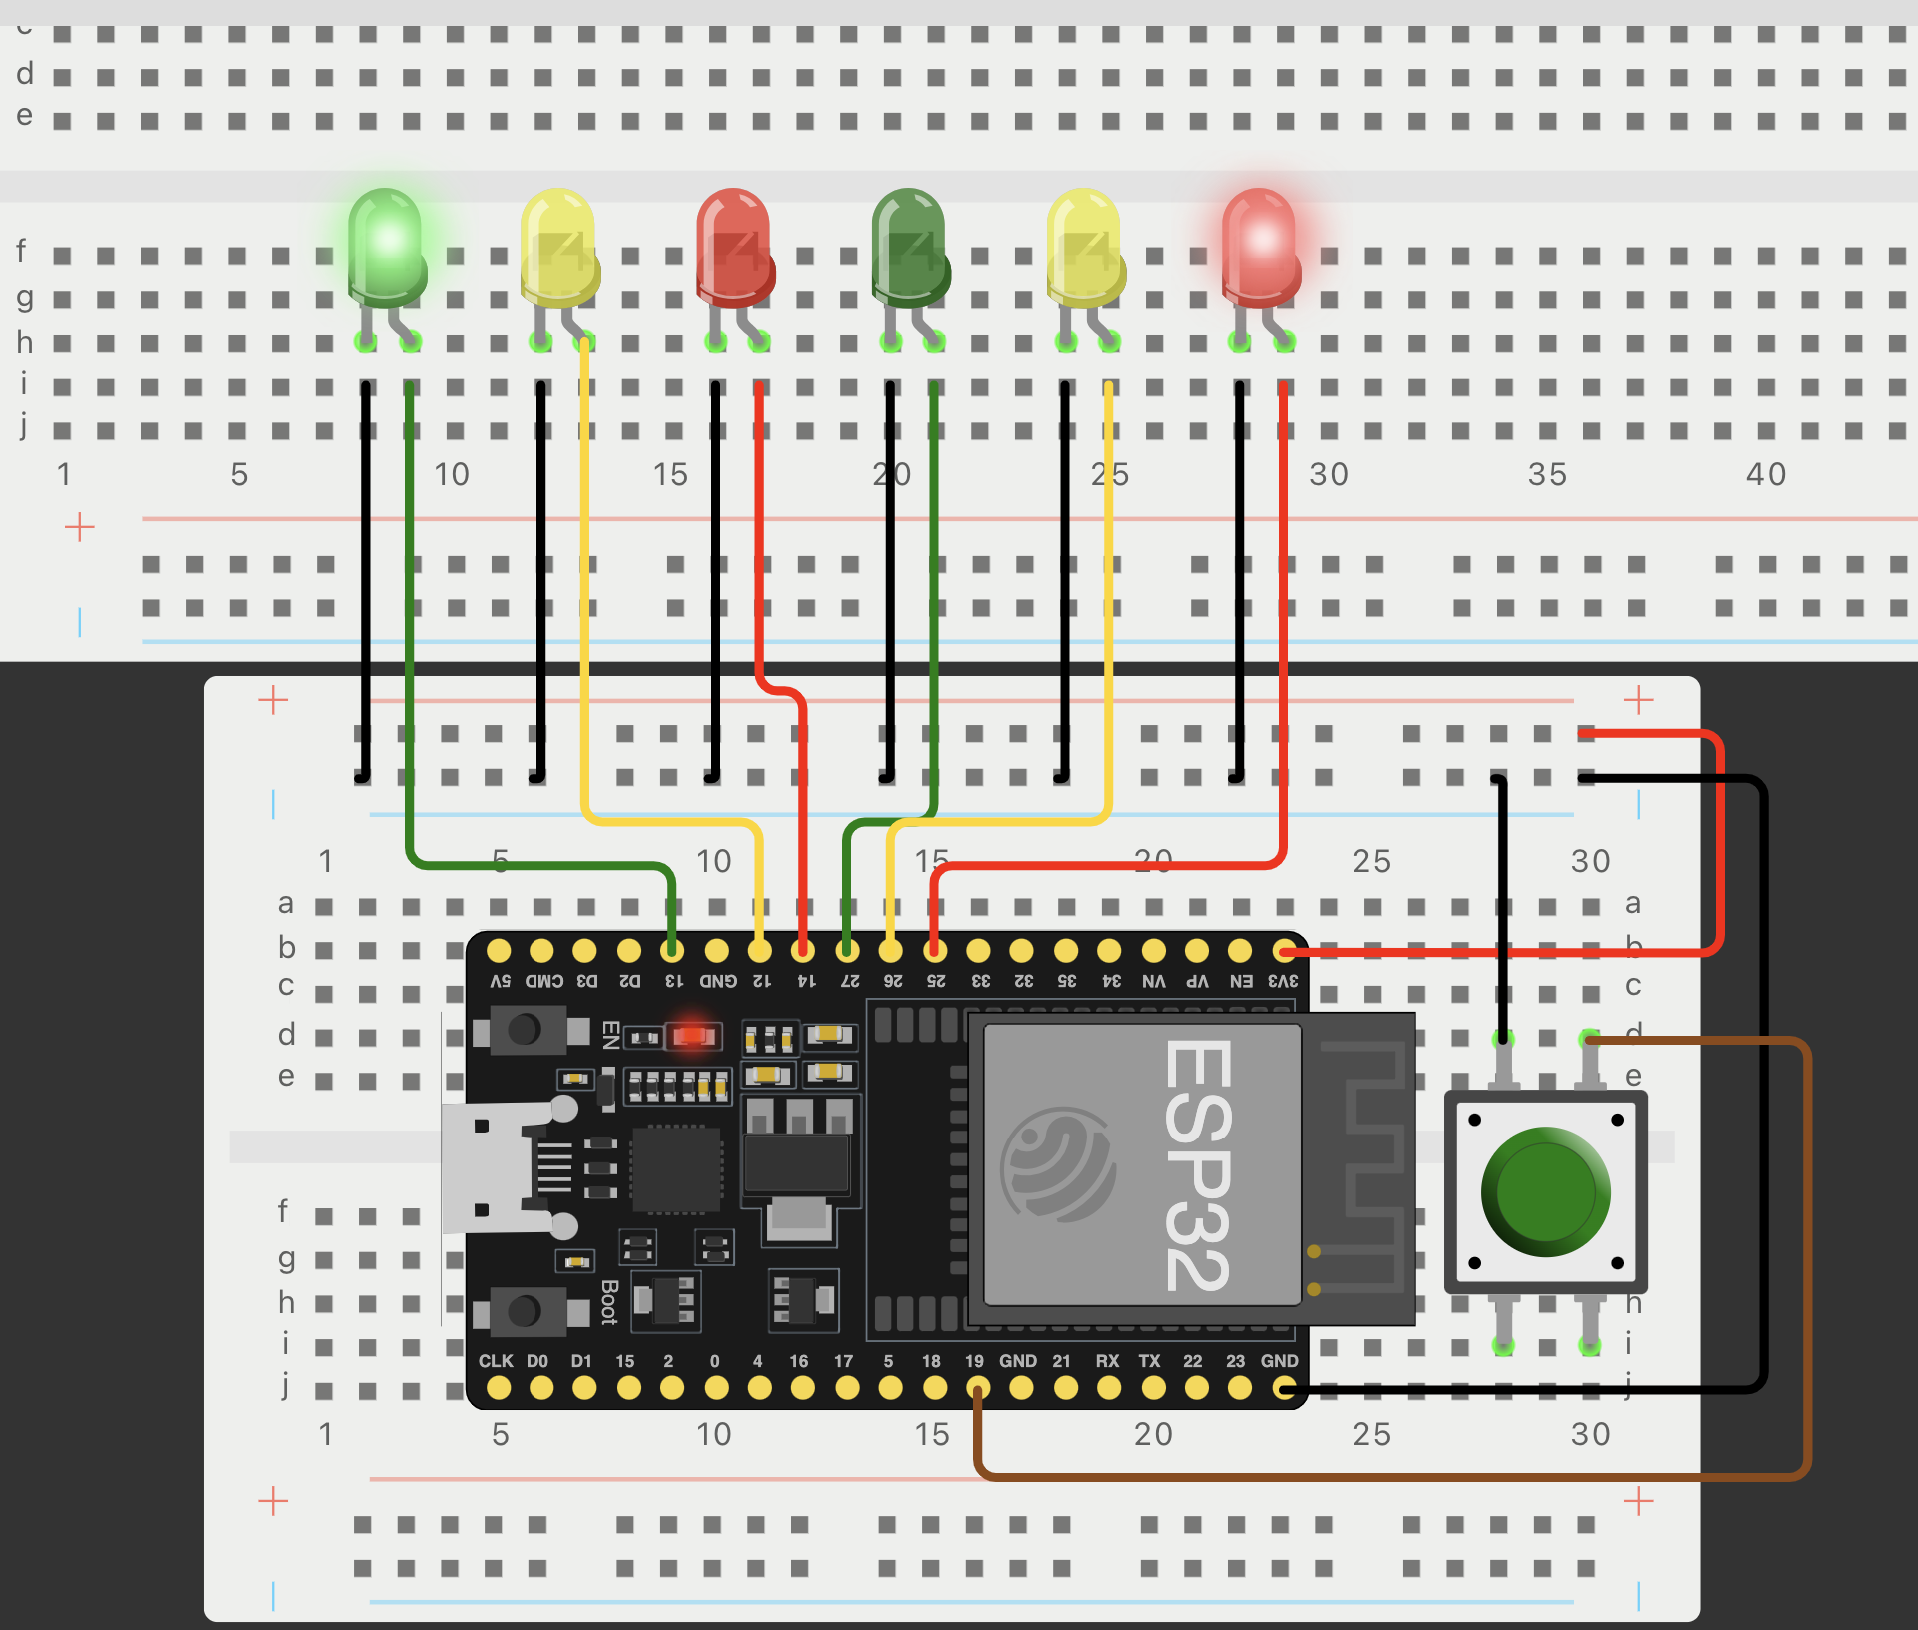 c
d
e
f
g
h
i
j
1 5 10 15 20 25 30 35 40
+ +
1 5 10 15 20 25 30
a a
b b
5V CMD D3 D2 13 GND 12 14 27 26 25 33 32 35 34 VN VP EN 3V3
c c
d d
e e
EN
ESP32
f
g
h h
Boot
i i
CLK D0 D1 15 2 0 4 16 17 5 18 19 GND 21 RX TX 22 23 GND
j j
1 5 10 15 20 25 30
+ +